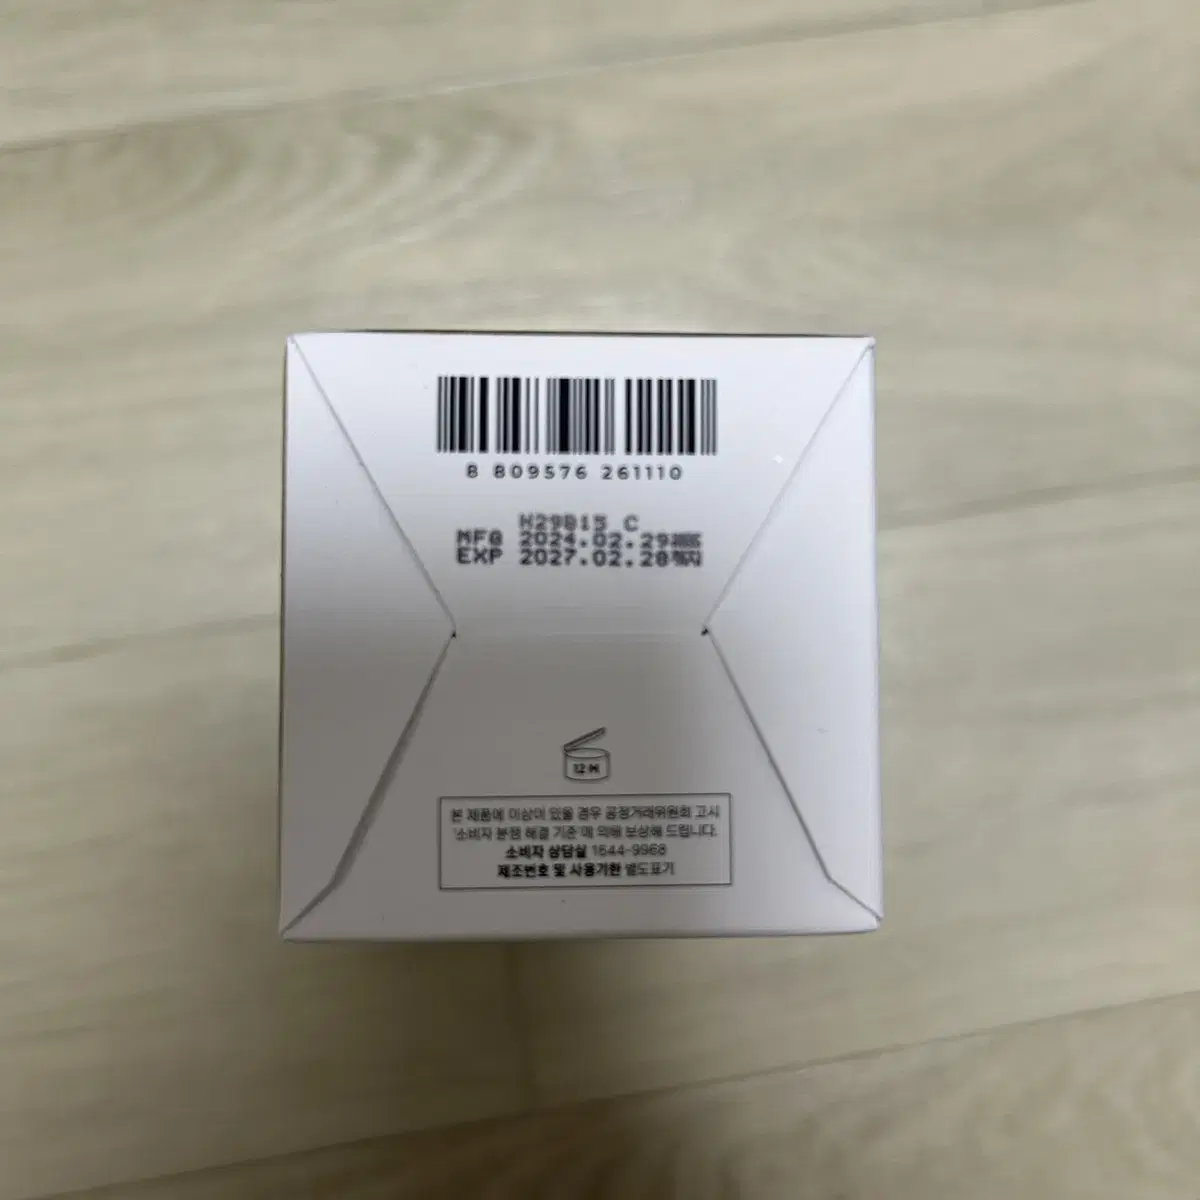 8 809576 261110
H29B15 C
MFG 2024.02.29제조
EXP 2027.02.28까지
12 M
본 제품에 이상이 있을 경우 공정거래위원회 고시
'소비자 분쟁 해결 기준'에 의해 보상해 드립니다.
소비자 상담실 1644-9968
제조번호 및 사용기한 별도표기